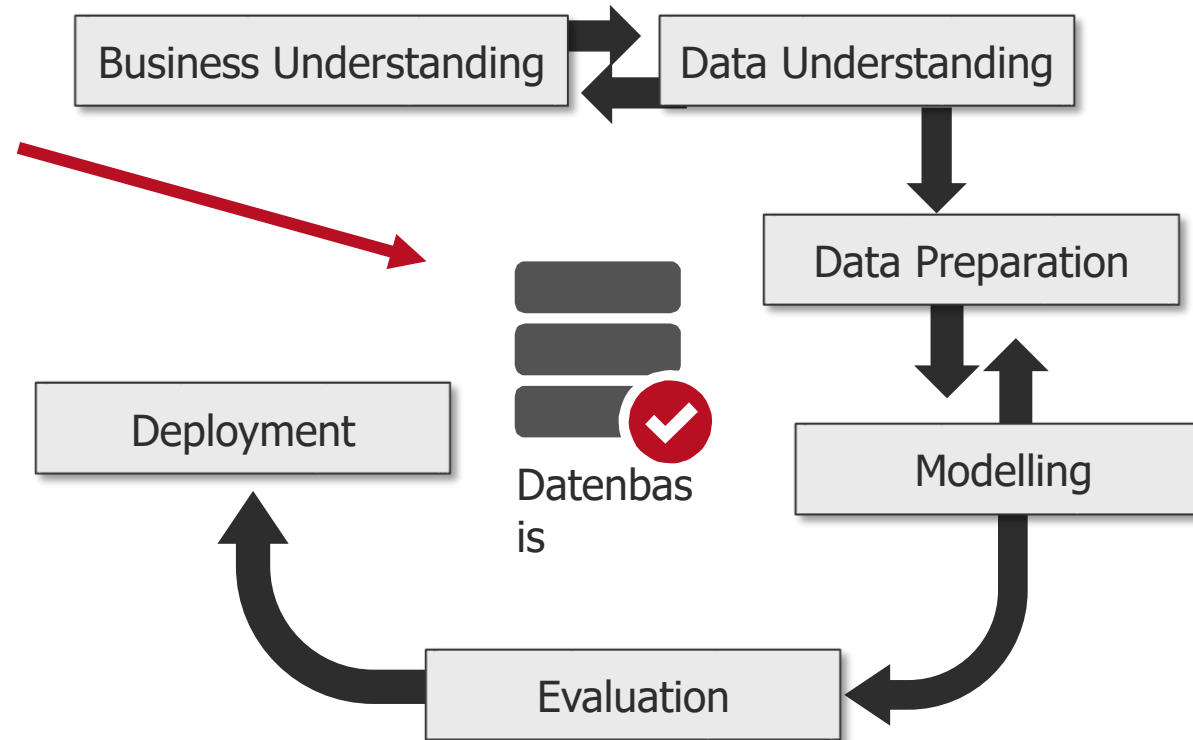 Business Understanding
Data Understanding
Data Preparation
Deployment
Modelling
Datenbas
is
Evaluation